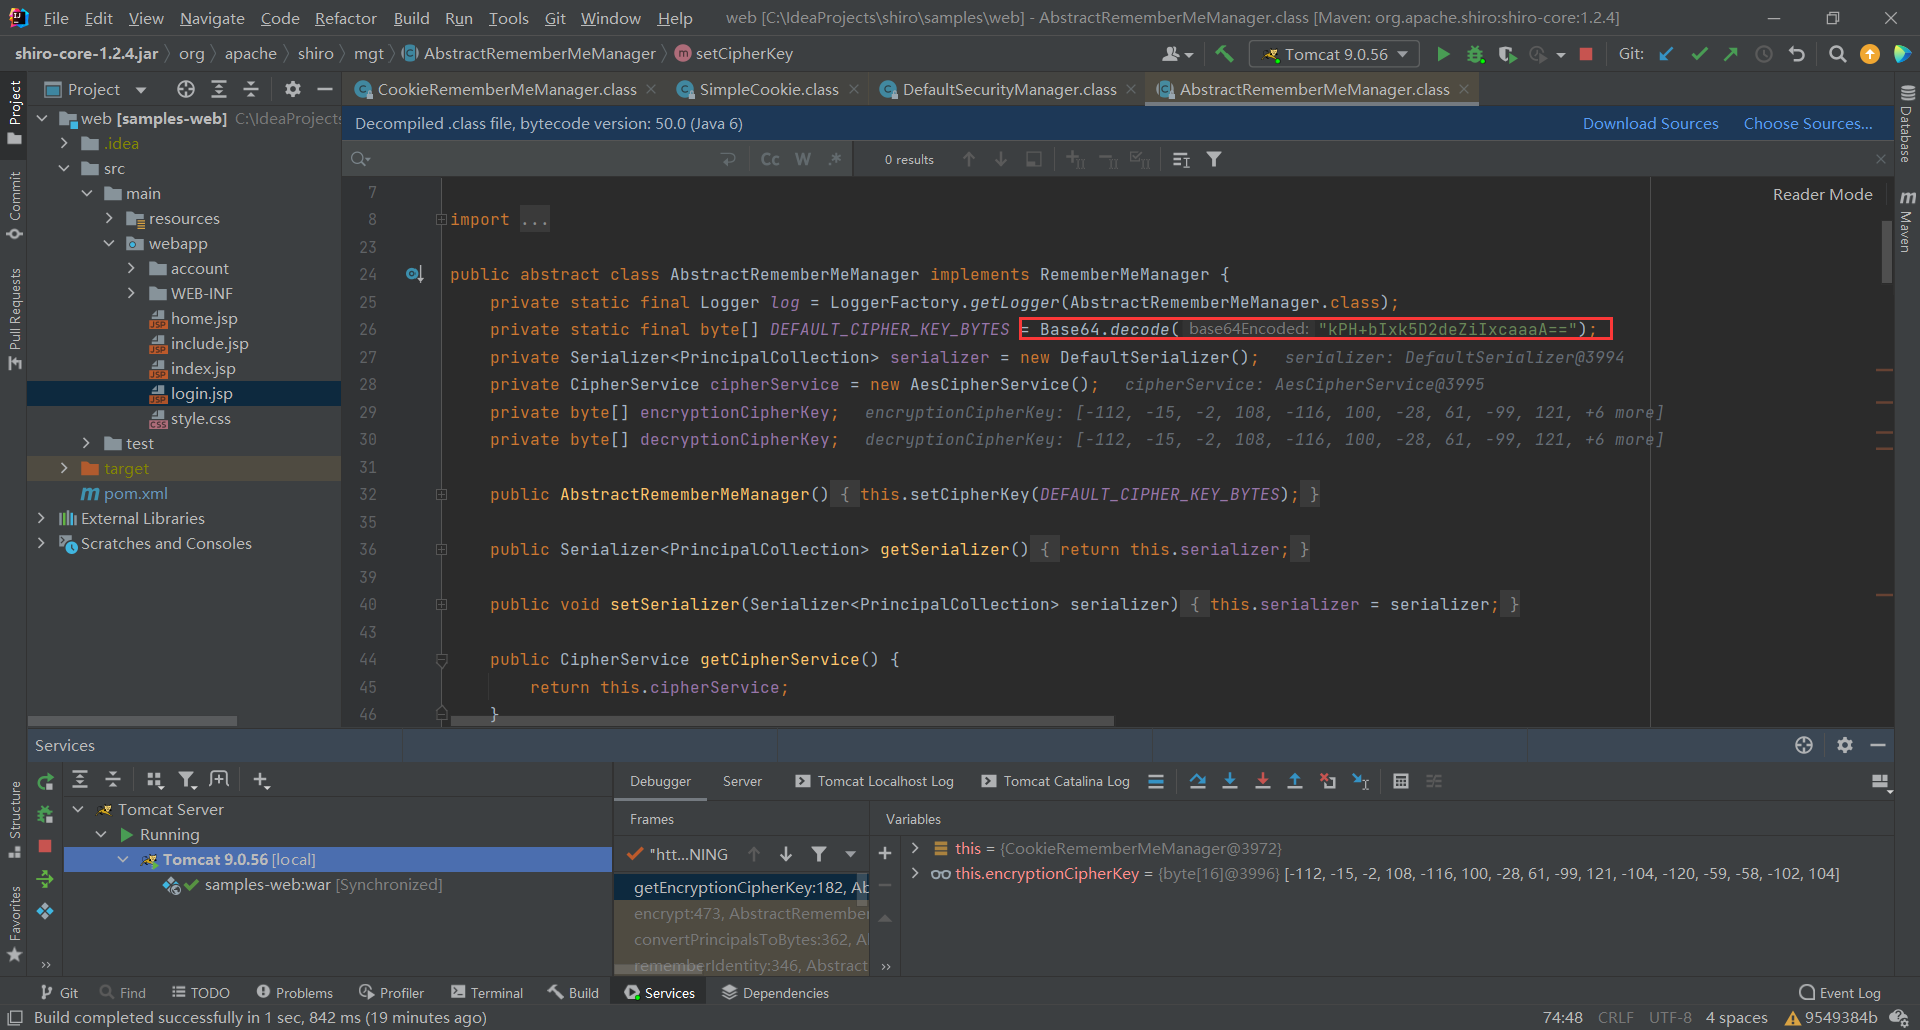 File Edit View Navigate Code Refactor Build Run Tools Git Window Help web [C:\IdeaProjects\shiro\samples\web] - AbstractRememberMeManager.class [Maven: org.apache.shiro:shiro-core:1.2.4]
shiro-core-1.2.4.jar org apache shiro mgt AbstractRememberMeManager setCipherKey Tomcat 9.0.56 Git:
Project
Commit
Pull Requests
Structure
Favorites
Project
web [samples-web] C:\IdeaProjects
.idea
src
main
resources
webapp
account
WEB-INF
home.jsp
include.jsp
index.jsp
login.jsp
style.css
test
target
pom.xml
External Libraries
Scratches and Consoles
CookieRememberMeManager.class SimpleCookie.class DefaultSecurityManager.class AbstractRememberMeManager.class
Decompiled .class file, bytecode version: 50.0 (Java 6) Download Sources Choose Sources...
Cc W .* 0 results
Reader Mode
7
8 import ...
23
24 public abstract class AbstractRememberMeManager implements RememberMeManager {
25 private static final Logger log = LoggerFactory.getLogger(AbstractRememberMeManager.class);
26 private static final byte[] DEFAULT_CIPHER_KEY_BYTES = Base64.decode( base64Encoded: "kPH+bIxk5D2deZiIxcaaaA==");
27 private Serializer<PrincipalCollection> serializer = new DefaultSerializer(); serializer: DefaultSerializer@3994
28 private CipherService cipherService = new AesCipherService(); cipherService: AesCipherService@3995
29 private byte[] encryptionCipherKey; encryptionCipherKey: [-112, -15, -2, 108, -116, 100, -28, 61, -99, 121, +6 more]
30 private byte[] decryptionCipherKey; decryptionCipherKey: [-112, -15, -2, 108, -116, 100, -28, 61, -99, 121, +6 more]
31
32 public AbstractRememberMeManager() { this.setCipherKey(DEFAULT_CIPHER_KEY_BYTES); }
35
36 public Serializer<PrincipalCollection> getSerializer() { return this.serializer; }
39
40 public void setSerializer(Serializer<PrincipalCollection> serializer) { this.serializer = serializer; }
43
44 public CipherService getCipherService() {
45 return this.cipherService;
46 }
Database
Maven
Services
Tomcat Server
Running
Tomcat 9.0.56 [local]
samples-web:war [Synchronized]
Debugger Server Tomcat Localhost Log Tomcat Catalina Log
Frames
"htt...NING
getEncryptionCipherKey:182, Ab
encrypt:473, AbstractRemember
convertPrincipalsToBytes:362, A
rememberIdentity:346, Abstract
Variables
this = {CookieRememberMeManager@3972}
this.encryptionCipherKey = {byte[16]@3996} [-112, -15, -2, 108, -116, 100, -28, 61, -99, 121, -104, -120, -59, -58, -102, 104]
Git Find TODO Problems Profiler Terminal Build Services Dependencies Event Log
Build completed successfully in 1 sec, 842 ms (19 minutes ago) 74:48 CRLF UTF-8 4 spaces 9549384b